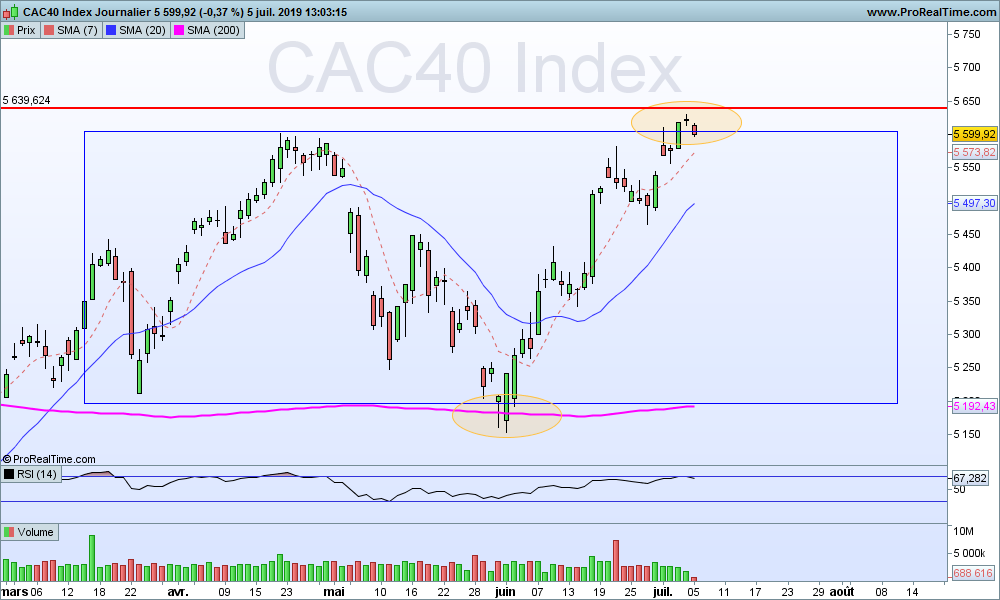 CAC40 Index Journalier 5 599,92 (-0,37 %) 5 juil. 2019 13:03:15 www.ProRealTime.com
Prix SMA (7) SMA (20) SMA (200)
CAC40 Index
5 750
5 700
5 650
5 639,624
5 599,92
5 573,82
5 550
5 497,30
5 450
5 400
5 350
5 300
5 250
5 192,43
5 150
© ProRealTime.com
RSI (14)
67,282
50
Volume
10M
5 000k
888 616
mars 06 12 18 22 avr. 09 15 23 mai 10 16 22 28 juin 07 13 19 25 juil. 05 11 17 23 29 août 08 14